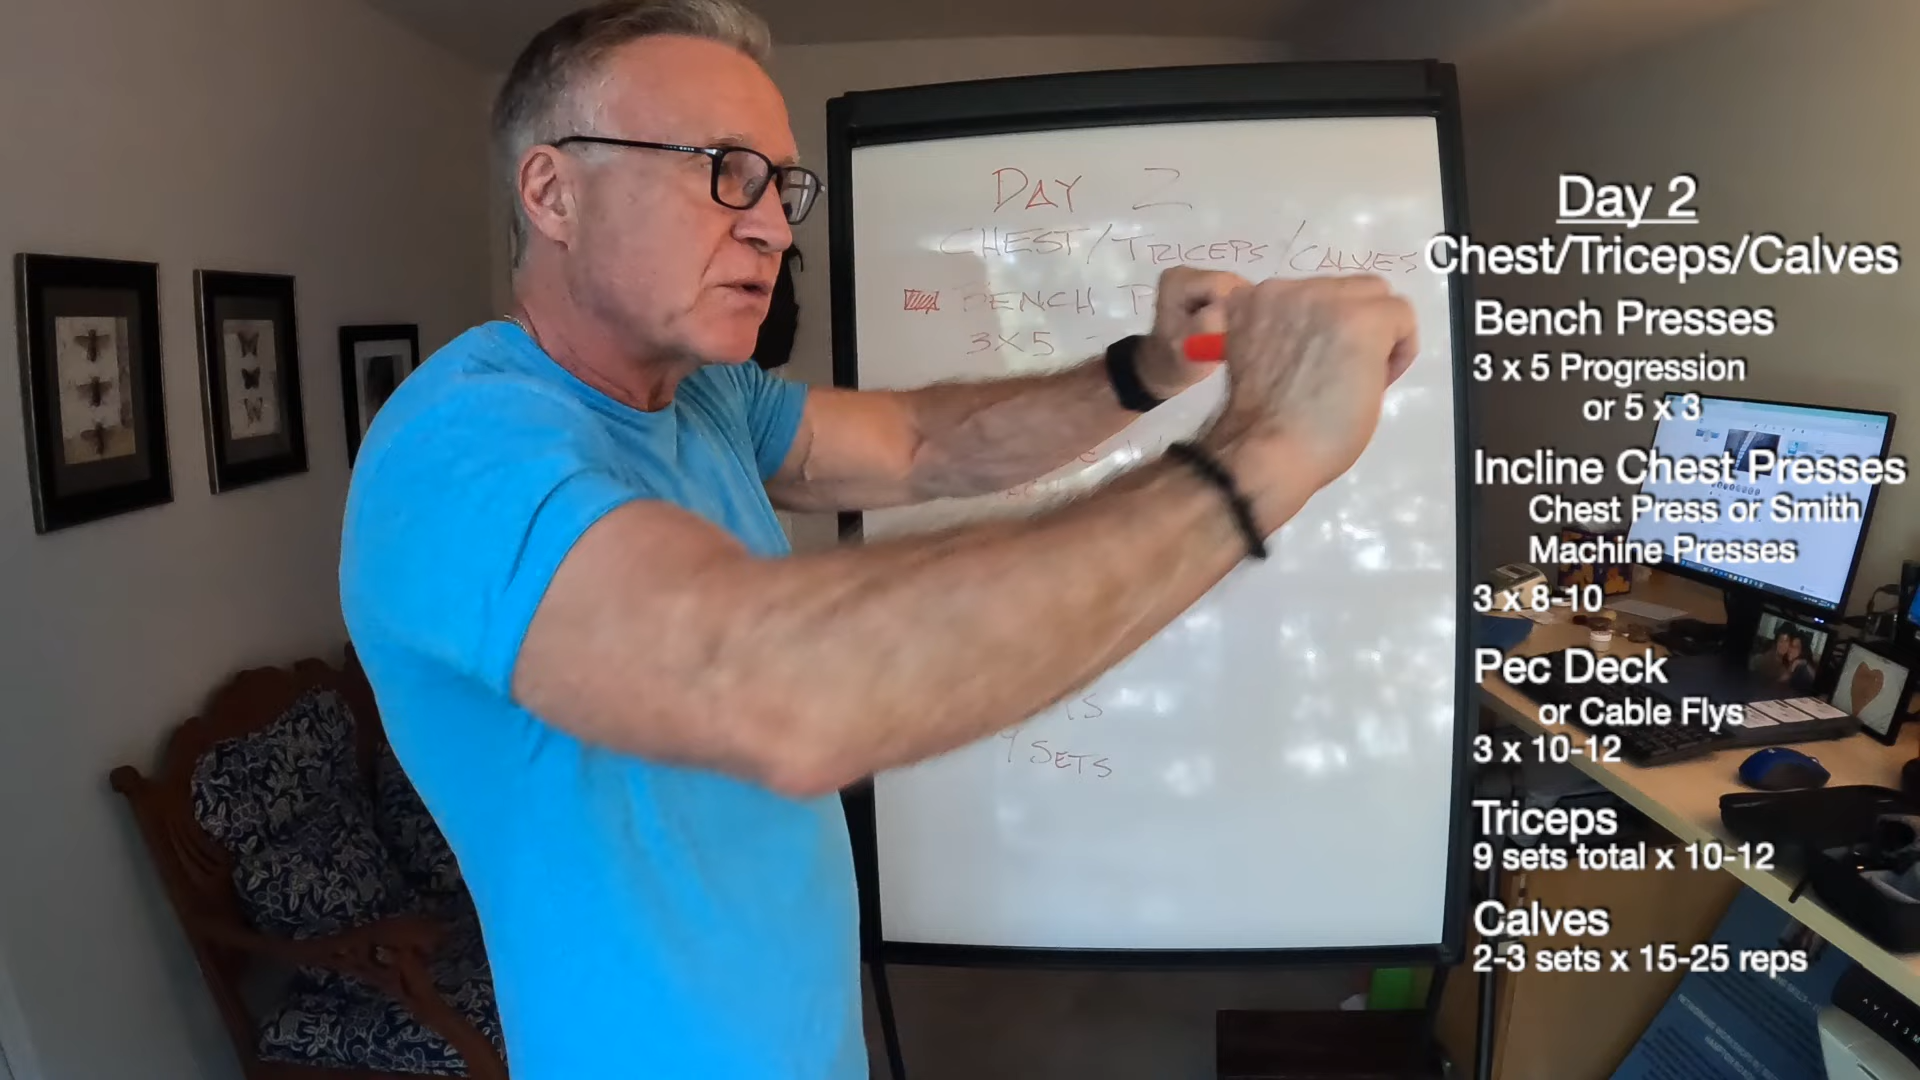 DAY 2
CHEST/TRICEPS/CALVES
BENCH
3X5
SETS
Day 2
Chest/Triceps/Calves
Bench Presses
3 x 5 Progression
or 5 x 3
Incline Chest Presses
Chest Press or Smith
Machine Presses
3 x 8-10
Pec Deck
or Cable Flys
3 x 10-12
Triceps
9 sets total x 10-12
Calves
2-3 sets x 15-25 reps